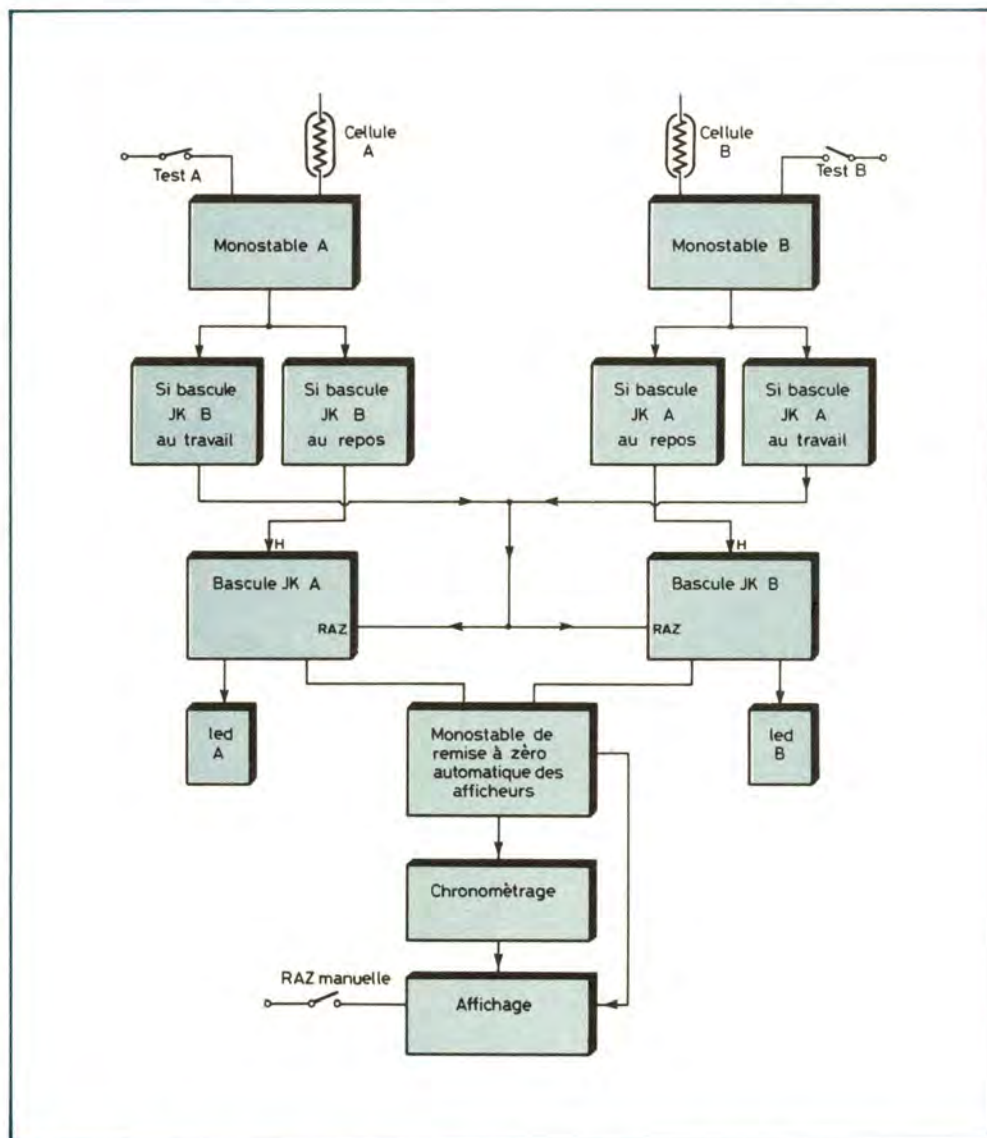 Cellule
A
Test A
Cellule
B
Test B
Monostable A
Monostable B
Si bascule
JK B
au travail
Si bascule
JK B
au repos
Si bascule
JK A
au repos
Si bascule
JK A
au travail
H
Bascule JK A
RAZ
H
Bascule JK B
RAZ
led
A
Monostable de
remise à zèro
automatique des
afficheurs
led
B
Chronomètrage
RAZ manuelle
Affichage